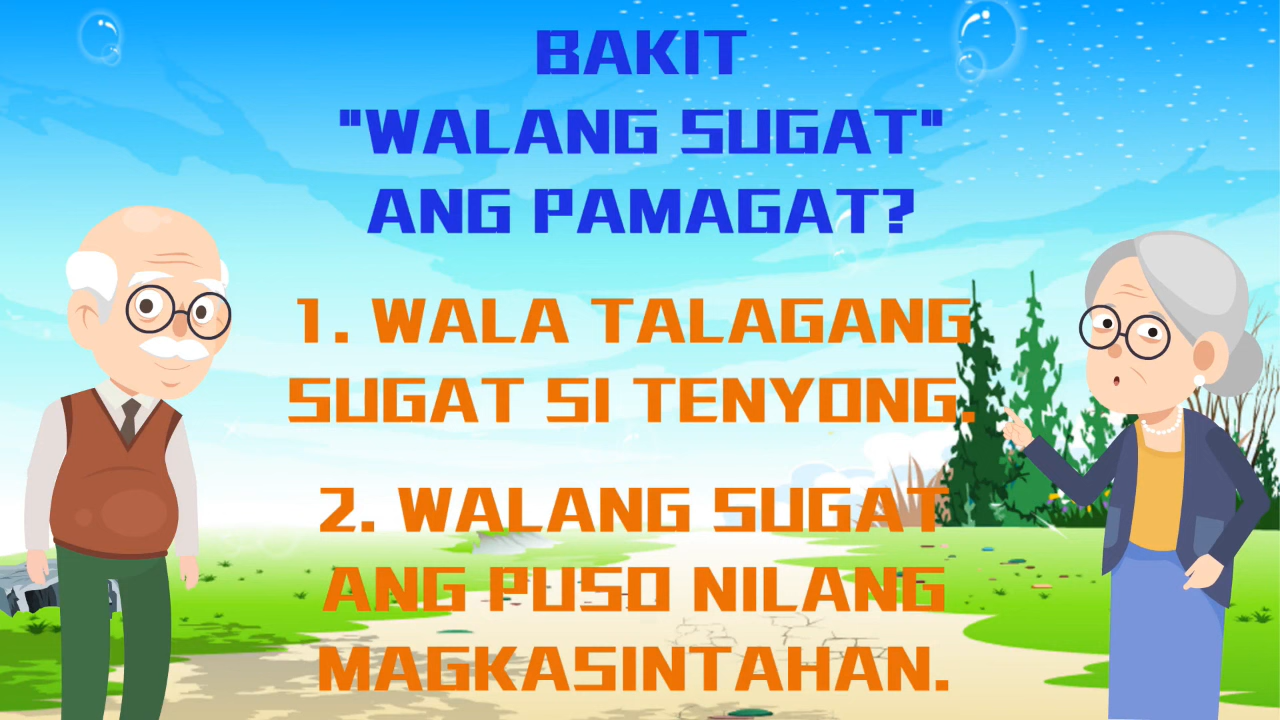 BAKIT
"WALANG SUGAT"
ANG PAMAGAT?
1. WALA TALAGANG
SUGAT SI TENYONG.
2. WALANG SUGAT
ANG PUSO NILANG
MAGKASINTAHAN.